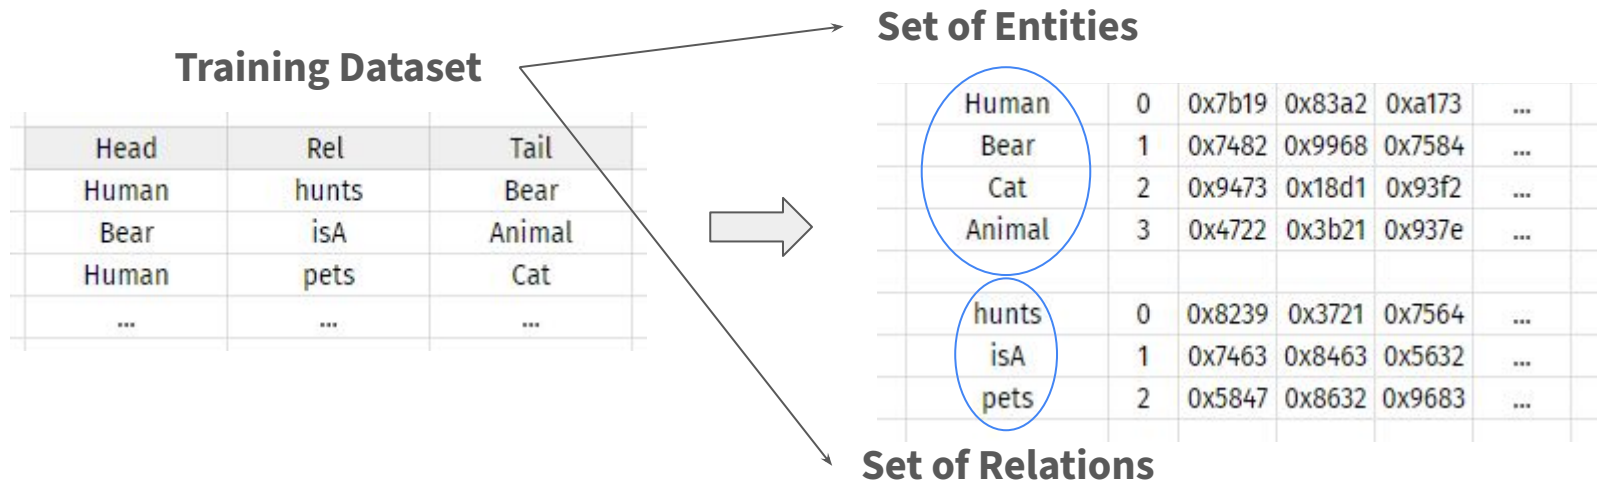 Training Dataset
Head Rel Tail
Human hunts Bear
Bear isA Animal
Human pets Cat
... ... ...
Set of Entities
Human 0 0x7b19 0x83a2 0xa173 ...
Bear 1 0x7482 0x9968 0x7584 ...
Cat 2 0x9473 0x18d1 0x93f2 ...
Animal 3 0x4722 0x3b21 0x937e ...
hunts 0 0x8239 0x3721 0x7564 ...
isA 1 0x7463 0x8463 0x5632 ...
pets 2 0x5847 0x8632 0x9683 ...
Set of Relations